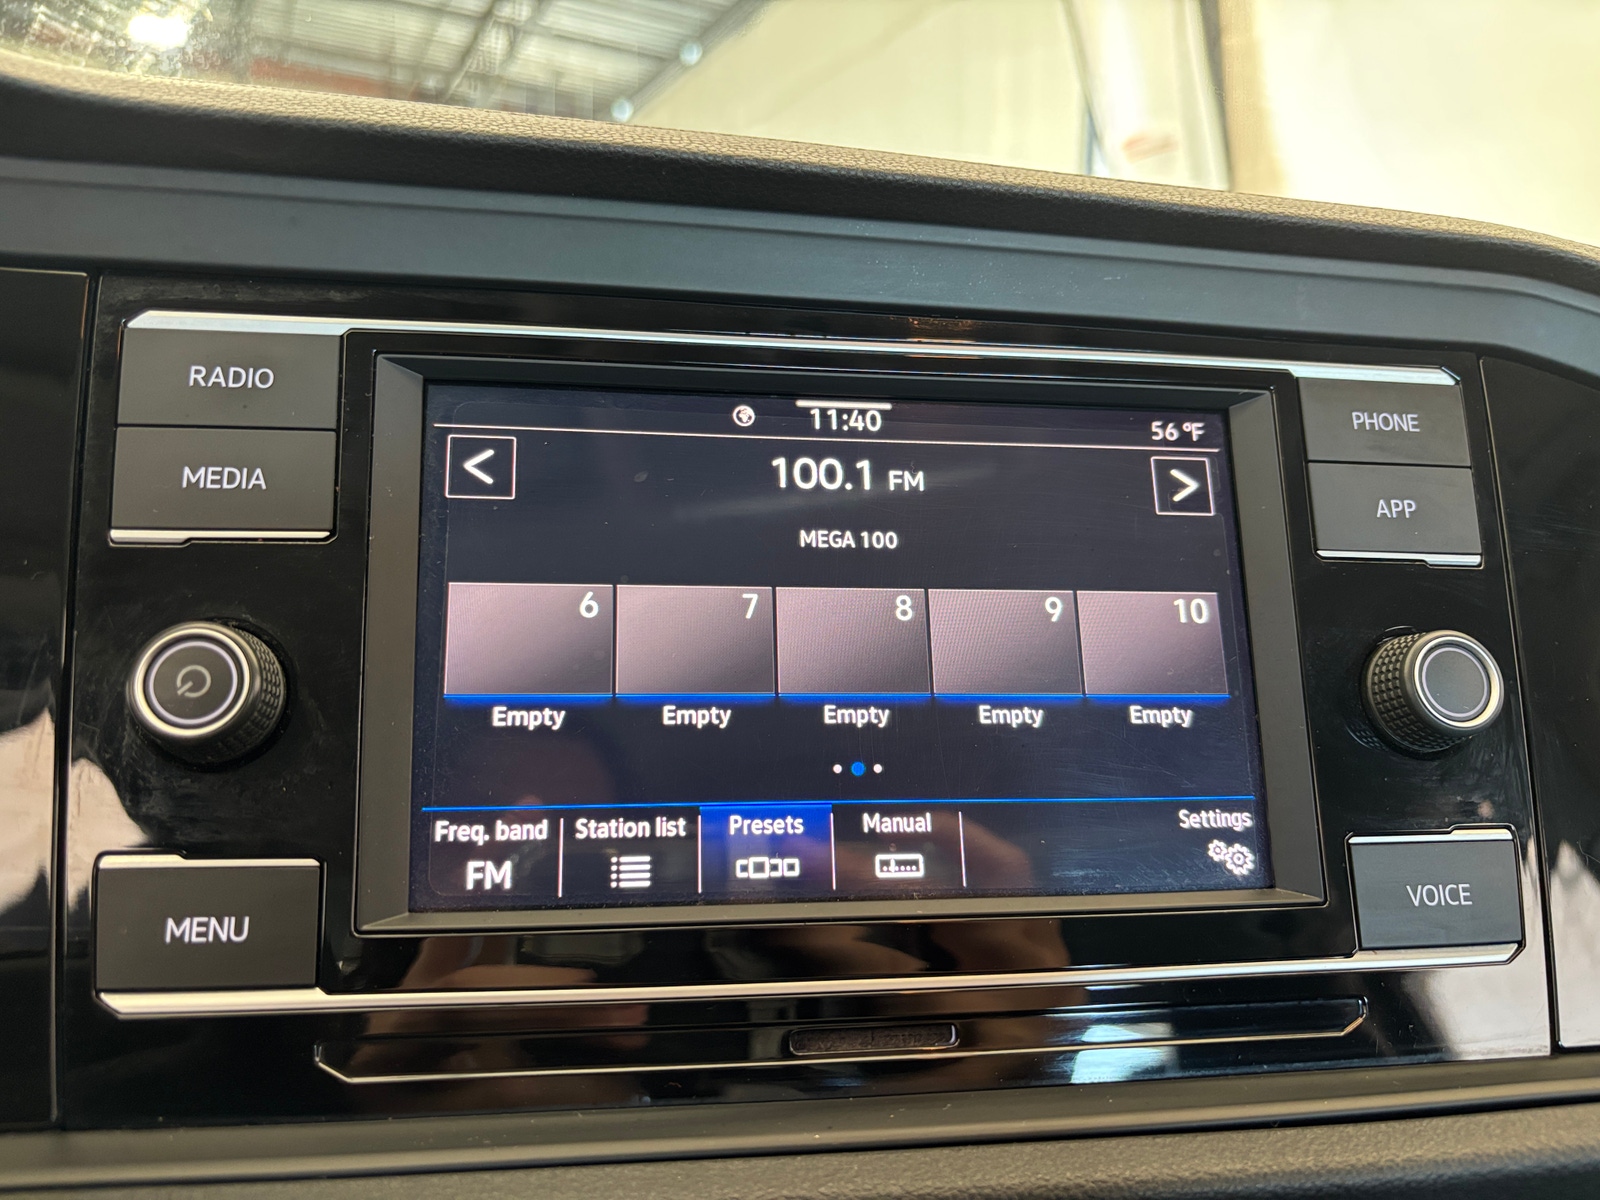 RADIO
MEDIA
MENU
11:40
56 °F
<
100.1 FM
>
MEGA 100
6
7
8
9
10
Empty
Empty
Empty
Empty
Empty
Freq. band
FM
Station list
Presets
Manual
Settings
PHONE
APP
VOICE